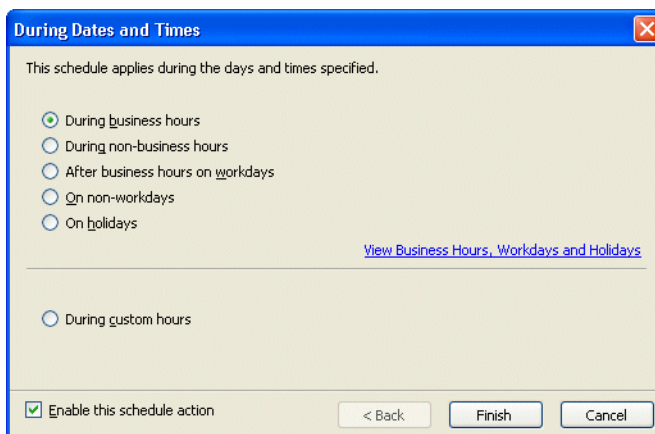 During Dates and Times
This schedule applies during the days and times specified.
During business hours
During non-business hours
After business hours on workdays
On non-workdays
On holidays
View Business Hours, Workdays and Holidays
During custom hours
Enable this schedule action
< Back
Finish
Cancel